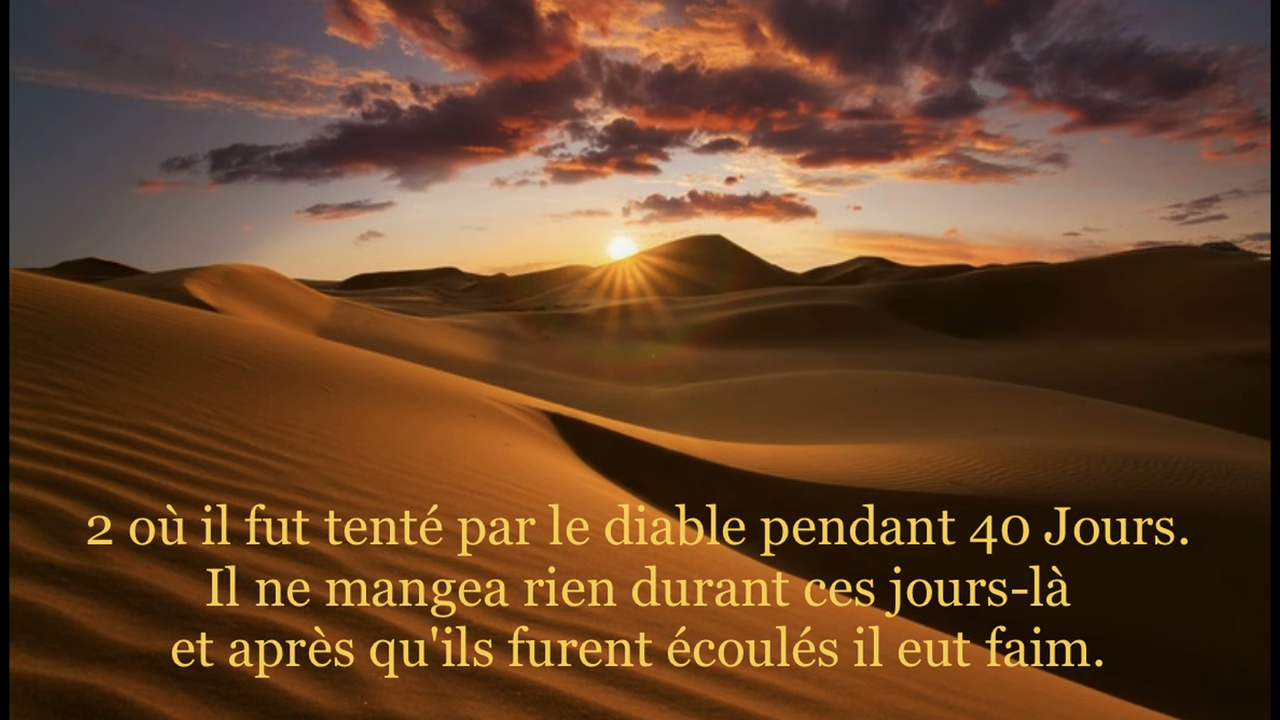 2 où il fut tenté par le diable pendant 40 Jours.
Il ne mangea rien durant ces jours-là
et après qu'ils furent écoulés il eut faim.